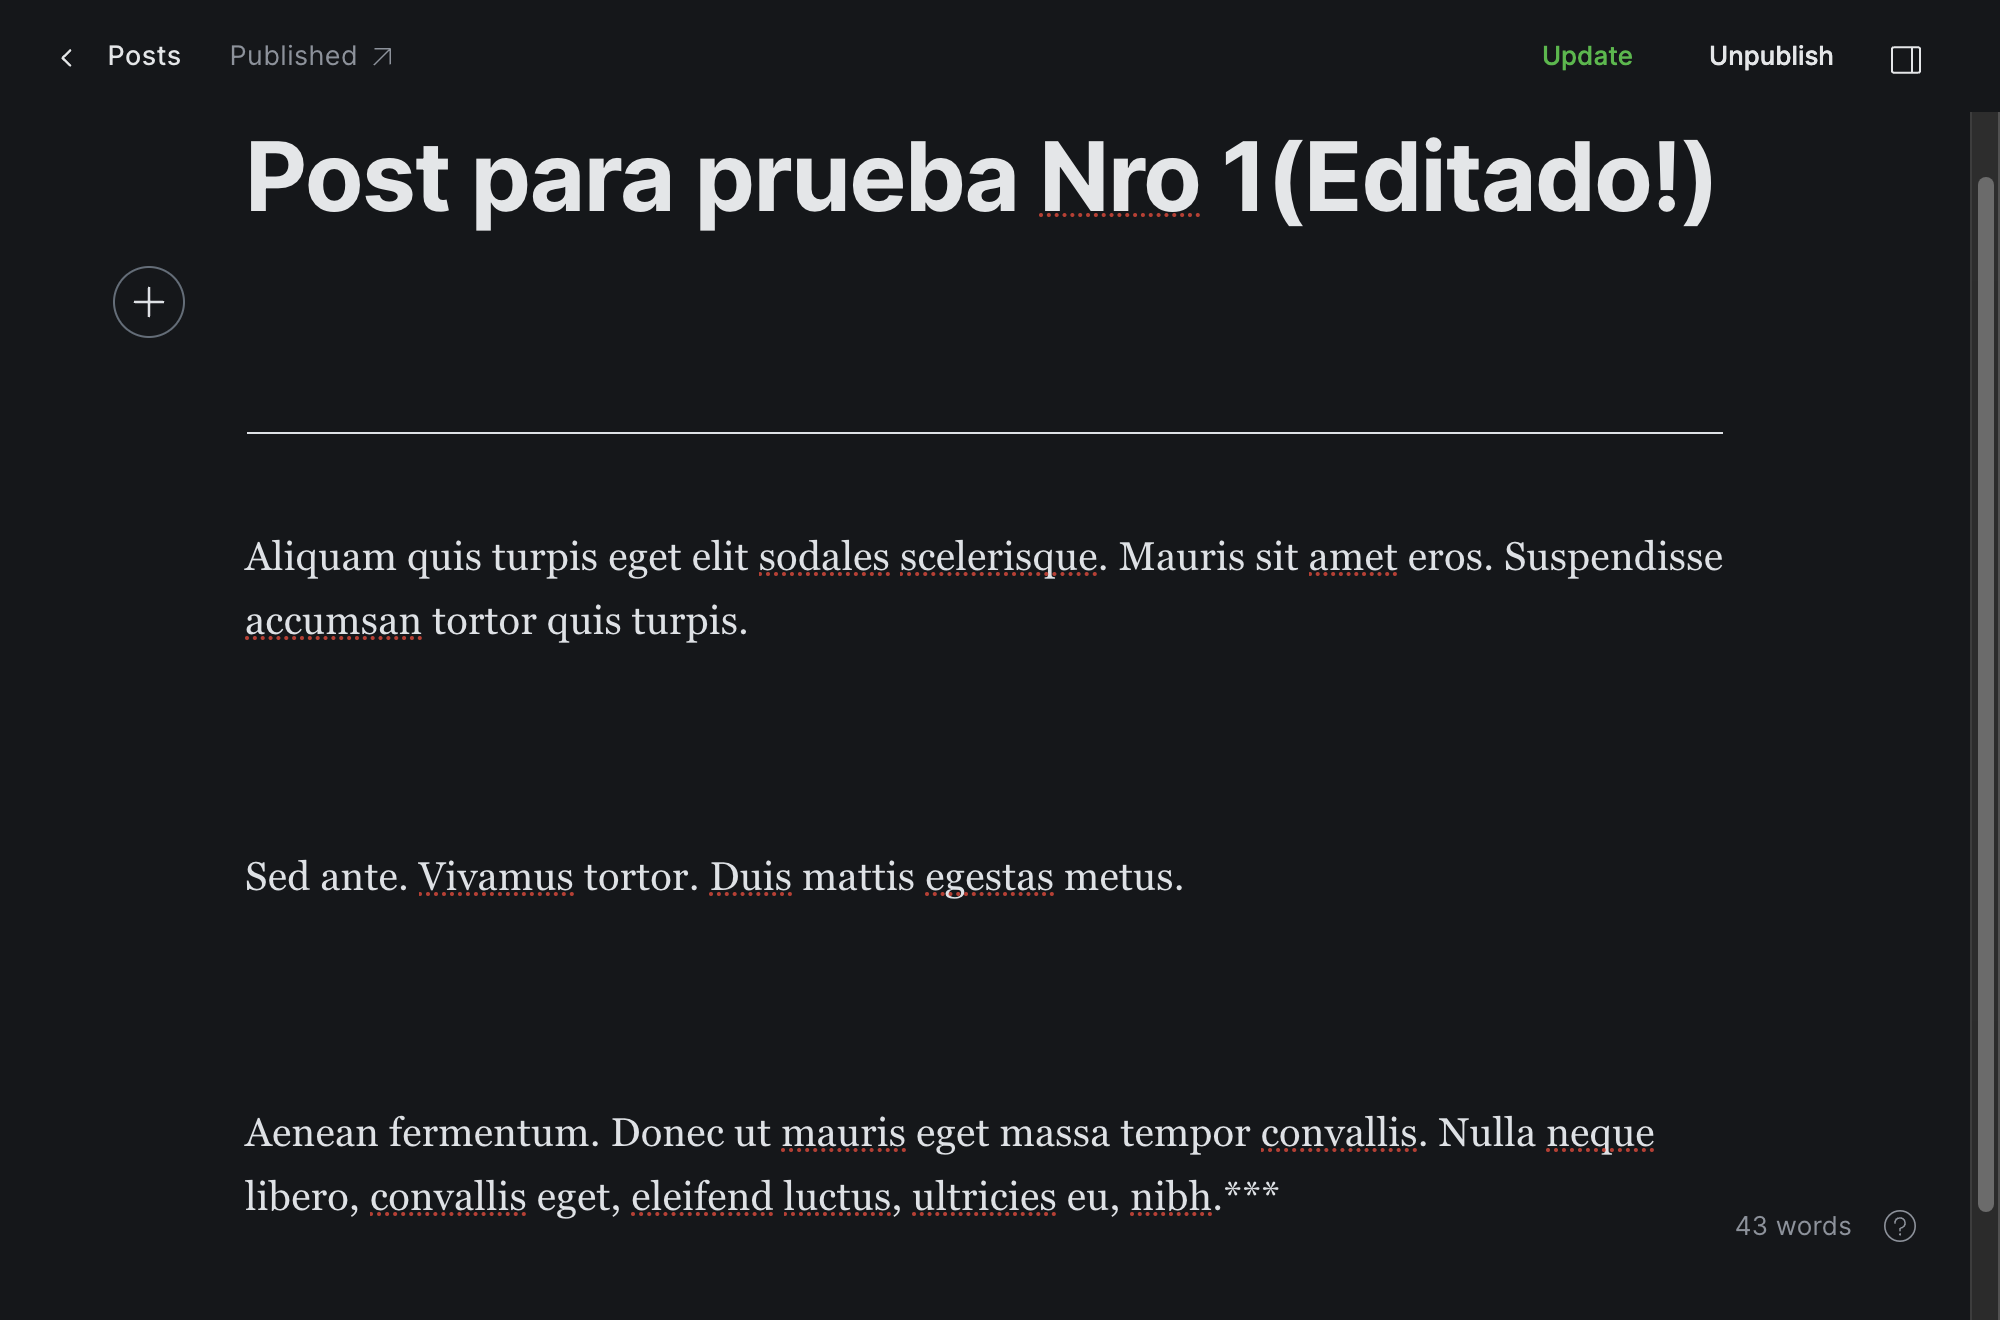 Posts
Published
Update
Unpublish
Post para prueba Nro 1(Editado!)
Aliquam quis turpis eget elit sodales scelerisque. Mauris sit amet eros. Suspendisse
accumsan tortor quis turpis.
Sed ante. Vivamus tortor. Duis mattis egestas metus.
Aenean fermentum. Donec ut mauris eget massa tempor convallis. Nulla neque
libero, convallis eget, eleifend luctus, ultricies eu, nibh.***
43 words